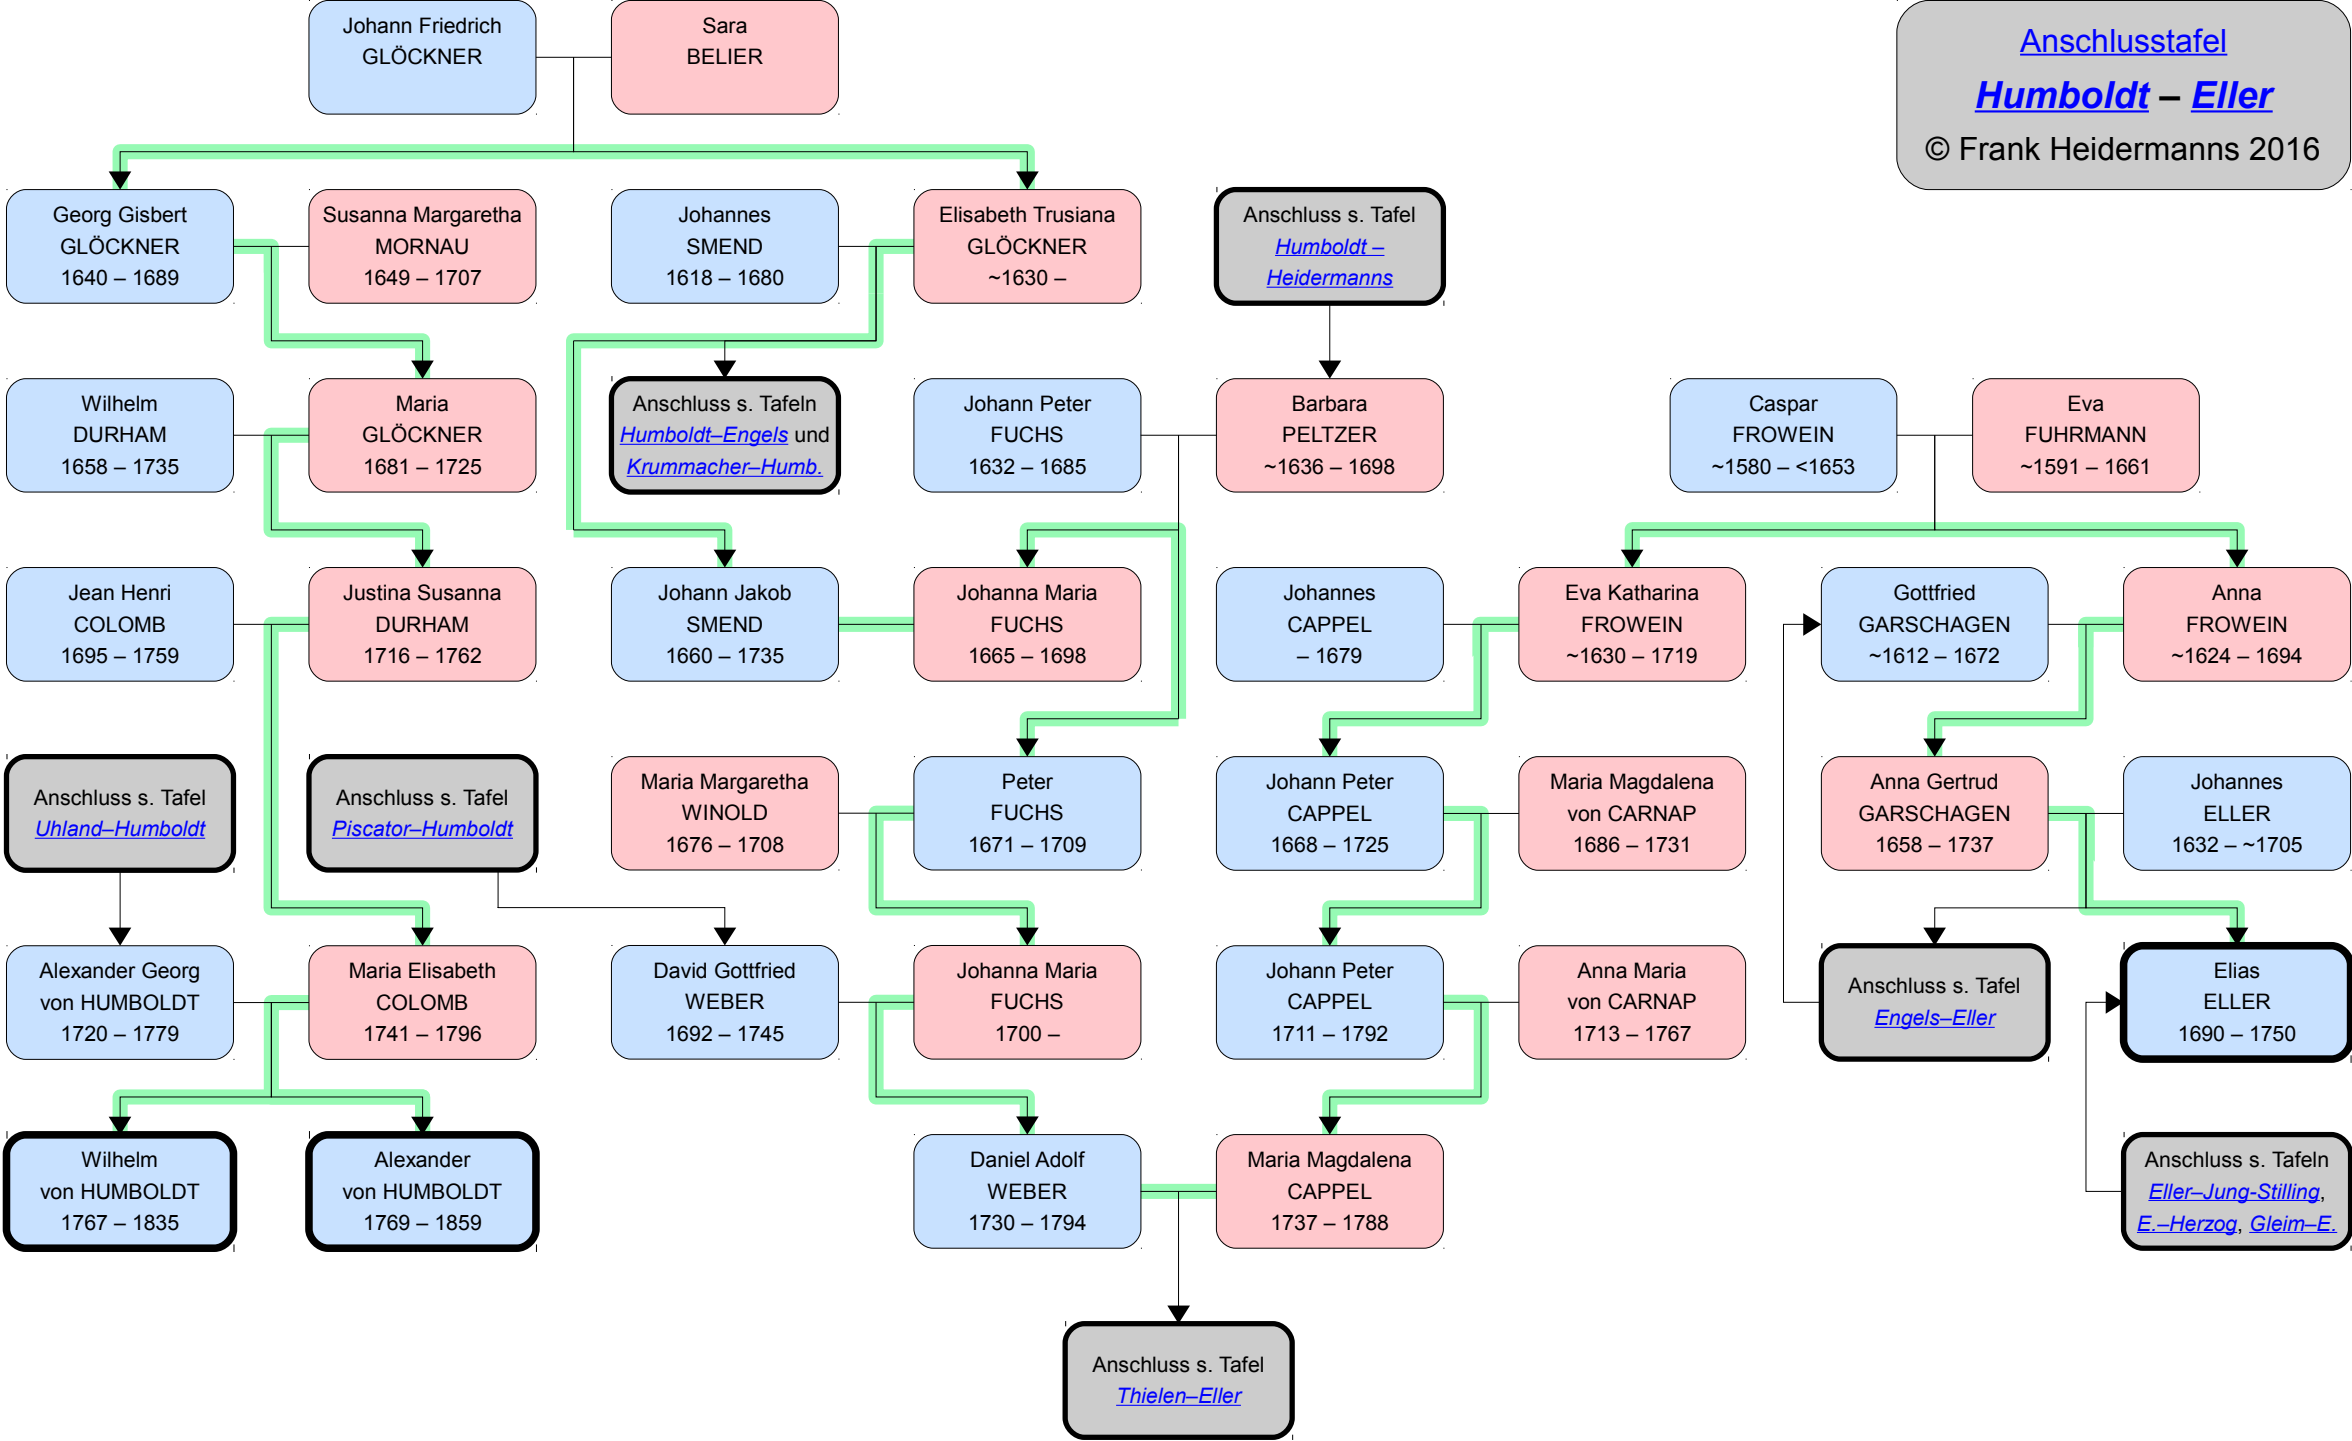 Johann Friedrich
GLÖCKNER
Sara
BELIER
Anschlusstafel
Humboldt – Eller
© Frank Heidermanns 2016
Georg Gisbert
GLÖCKNER
1640 – 1689
Susanna Margaretha
MORNAU
1649 – 1707
Johannes
SMEND
1618 – 1680
Elisabeth Trusiana
GLÖCKNER
~1630 –
Anschluss s. Tafel
Humboldt –
Heidermanns
Wilhelm
DURHAM
1658 – 1735
Maria
GLÖCKNER
1681 – 1725
Anschluss s. Tafeln
Humboldt–Engels und
Krummacher–Humb.
Johann Peter
FUCHS
1632 – 1685
Barbara
PELTZER
~1636 – 1698
Caspar
FROWEIN
~1580 – <1653
Eva
FUHRMANN
~1591 – 1661
Jean Henri
COLOMB
1695 – 1759
Justina Susanna
DURHAM
1716 – 1762
Johann Jakob
SMEND
1660 – 1735
Johanna Maria
FUCHS
1665 – 1698
Johannes
CAPPEL
– 1679
Eva Katharina
FROWEIN
~1630 – 1719
Gottfried
GARSCHAGEN
~1612 – 1672
Anna
FROWEIN
~1624 – 1694
Anschluss s. Tafel
Uhland–Humboldt
Anschluss s. Tafel
Piscator–Humboldt
Maria Margaretha
WINOLD
1676 – 1708
Peter
FUCHS
1671 – 1709
Johann Peter
CAPPEL
1668 – 1725
Maria Magdalena
von CARNAP
1686 – 1731
Anna Gertrud
GARSCHAGEN
1658 – 1737
Johannes
ELLER
1632 – ~1705
Alexander Georg
von HUMBOLDT
1720 – 1779
Maria Elisabeth
COLOMB
1741 – 1796
David Gottfried
WEBER
1692 – 1745
Johanna Maria
FUCHS
1700 –
Johann Peter
CAPPEL
1711 – 1792
Anna Maria
von CARNAP
1713 – 1767
Anschluss s. Tafel
Engels–Eller
Elias
ELLER
1690 – 1750
Wilhelm
von HUMBOLDT
1767 – 1835
Alexander
von HUMBOLDT
1769 – 1859
Daniel Adolf
WEBER
1730 – 1794
Maria Magdalena
CAPPEL
1737 – 1788
Anschluss s. Tafeln
Eller–Jung-Stilling,
E.–Herzog, Gleim–E.
Anschluss s. Tafel
Thielen–Eller